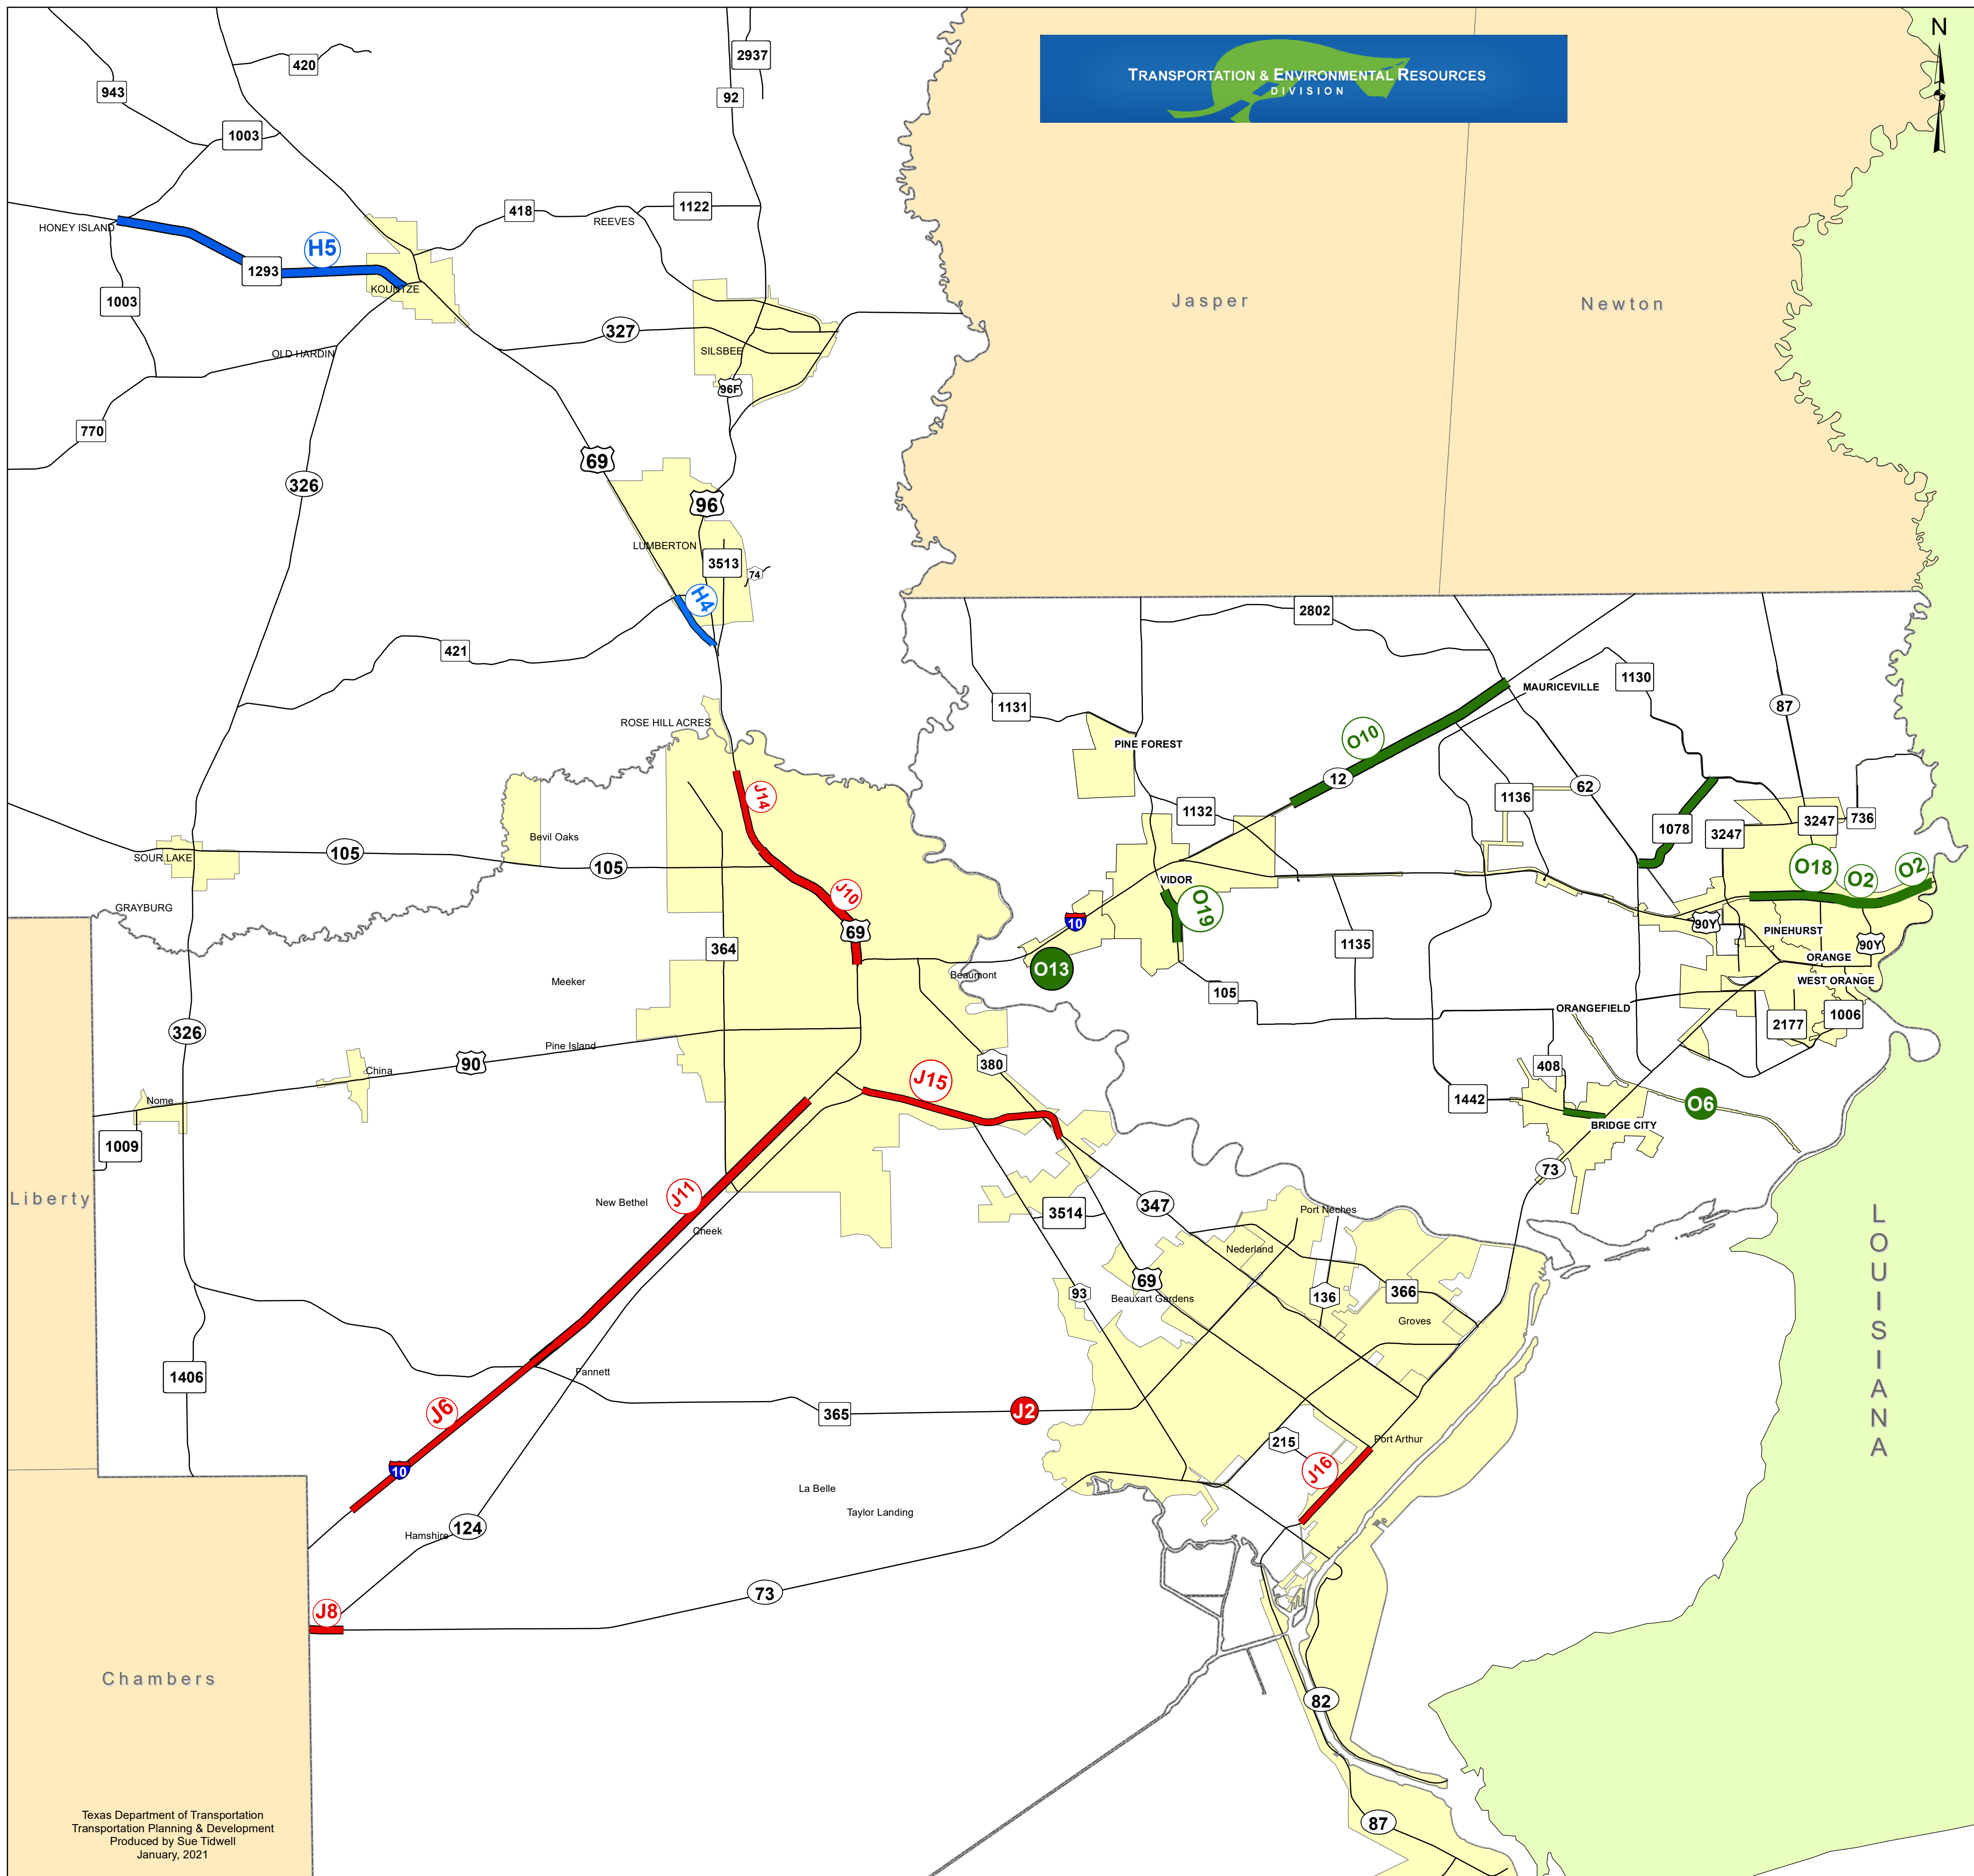 TRANSPORTATION & ENVIRONMENTAL RESOURCES
DIVISION
N
420
943
1003
2937
92
418
1122
REEVES
HONEY ISLAND
H5
1293
KOUNTZE
1003
327
SILSBEE
OLD HARDIN
96F
770
326
69
96
LUMBERTON
3513
74
H4
421
ROSE HILL ACRES
Jasper
Newton
2802
1131
MAURICEVILLE
1130
87
PINE FOREST
O10
12
1132
1136
62
1078
3247
3247
736
O18
O2
O2
VIDOR
O19
10
O13
90Y
PINEHURST
90Y
ORANGE
WEST ORANGE
1135
105
ORANGEFIELD
2177
1006
408
1442
O6
BRIDGE CITY
73
J14
Bevil Oaks
SOUR LAKE
105
105
J10
GRAYBURG
69
364
Beaumont
Meeker
326
90
Pine Island
China
Nome
1009
380
J15
Liberty
New Bethel
J11
Cheek
3514
347
Port Neches
Nederland
69
93
Beauxart Gardens
136
366
Groves
1406
Fannett
J6
365
J2
10
215
Port Arthur
J16
La Belle
Taylor Landing
Hamshire
124
73
J8
Chambers
82
87
L
O
U
I
S
I
A
N
A
Texas Department of Transportation
Transportation Planning & Development
Produced by Sue Tidwell
January, 2021